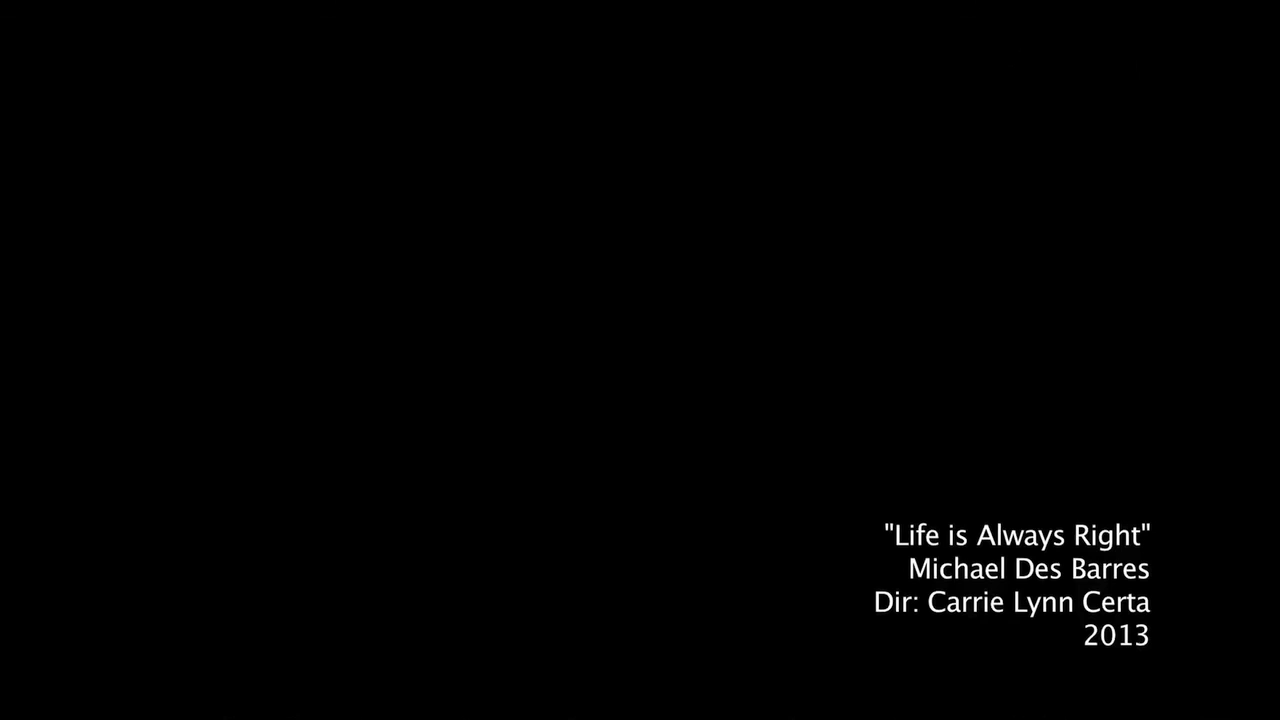 "Life is Always Right"
Michael Des Barres
Dir: Carrie Lynn Certa
2013